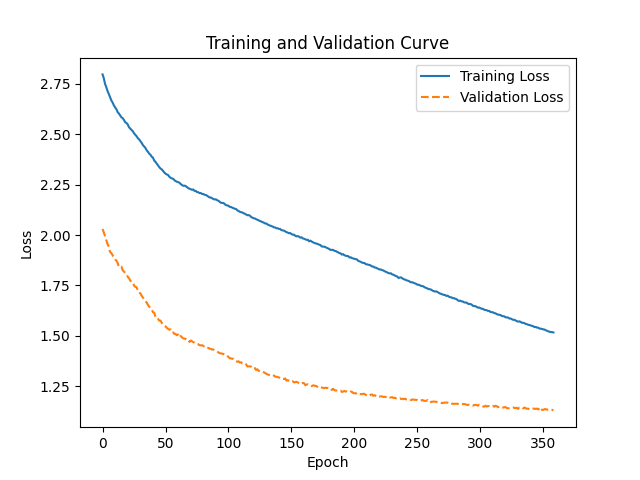 Training and Validation Curve
Training Loss
Validation Loss
2.75
2.50
2.25
2.00
1.75
1.50
1.25
Loss
0 50 100 150 200 250 300 350
Epoch